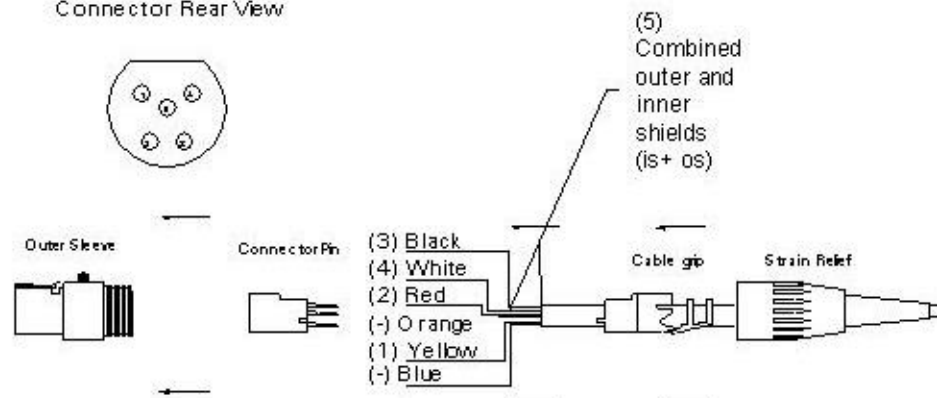 Connector Rear View
(5)
Combined
outer and
inner
shields
(is+ os)
Outer Sleeve
Connector Pin
(3) Black
(4) White
(2) Red
(-) Orange
(1) Yellow
(-) Blue
Cable grip
Strain Relief